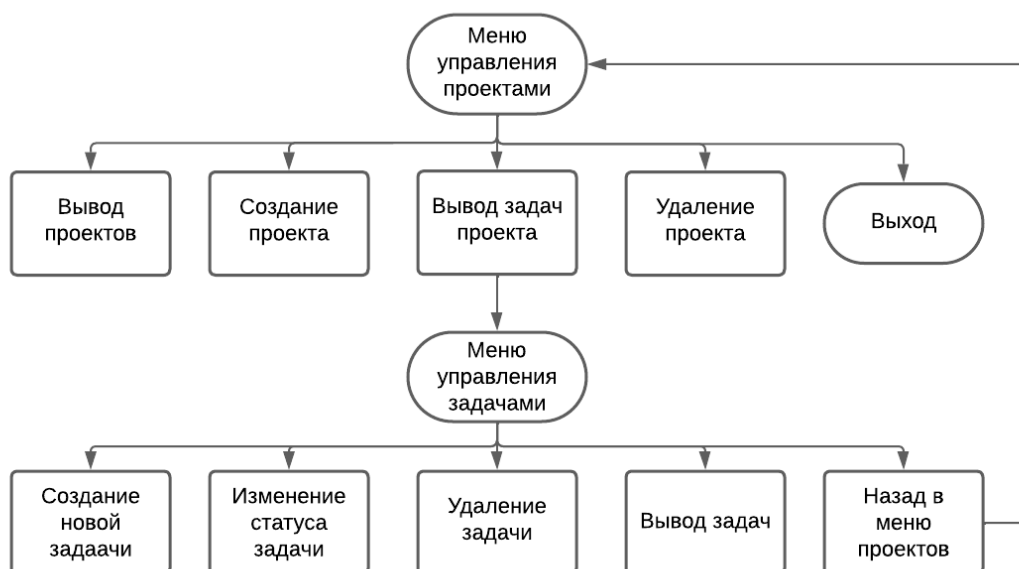 Меню
управления
проектами
Вывод
проектов
Создание
проекта
Вывод задач
проекта
Удаление
проекта
Выход
Меню
управления
задачами
Создание
новой
задаачи
Изменение
статуса
задачи
Удаление
задачи
Вывод задач
Назад в
меню
проектов